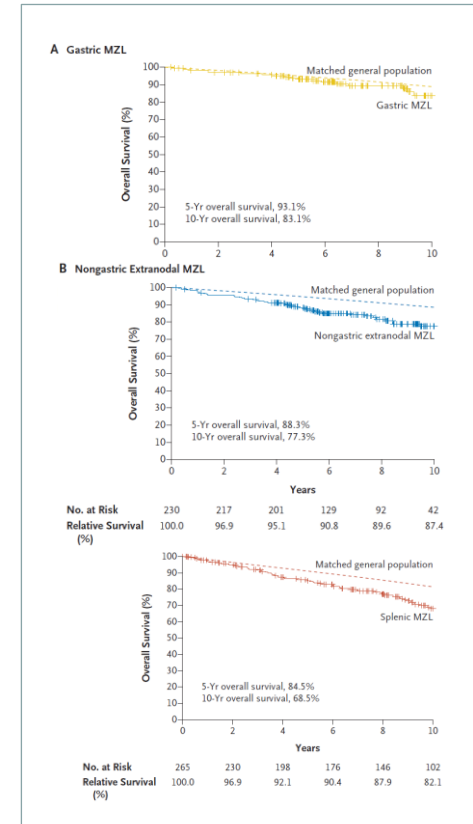 A Gastric MZL
100
90
80
70
60
50
40
30
20
10
0
Overall Survival (%)
Matched general population
Gastric MZL
5-Yr overall survival, 93.1%
10-Yr overall survival, 83.1%
0 2 4 6 8 10
B Nongastric Extranodal MZL
100
90
80
70
60
50
40
30
20
10
0
Overall Survival (%)
Matched general population
Nongastric extranodal MZL
5-Yr overall survival, 88.3%
10-Yr overall survival, 77.3%
0 2 4 6 8 10
Years
No. at Risk 230 217 201 129 92 42
Relative Survival 100.0 96.9 95.1 90.8 89.6 87.4
(%)
100
90
80
70
60
50
40
30
20
10
0
Overall Survival (%)
Matched general population
Splenic MZL
5-Yr overall survival, 84.5%
10-Yr overall survival, 68.5%
0 2 4 6 8 10
Years
No. at Risk 265 230 198 176 146 102
Relative Survival 100.0 96.9 92.1 90.4 87.9 82.1
(%)